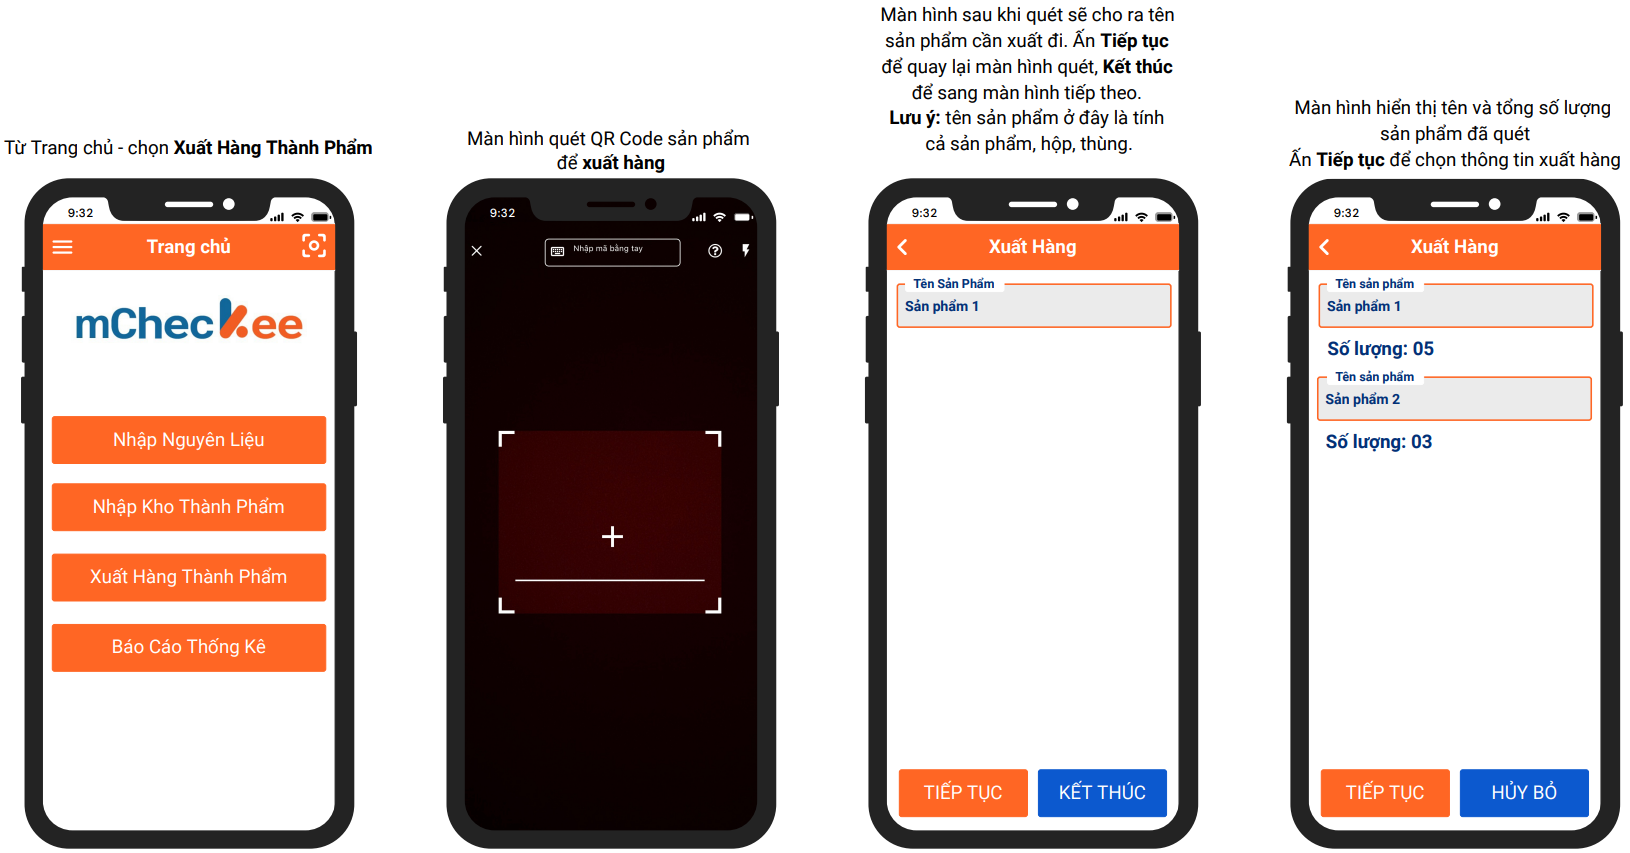 Từ Trang chủ - chọn Xuất Hàng Thành Phẩm
9:32
Trang chủ
mCheckee
Nhập Nguyên Liệu
Nhập Kho Thành Phẩm
Xuất Hàng Thành Phẩm
Báo Cáo Thống Kê
Màn hình quét QR Code sản phẩm
để xuất hàng
9:32
Nhập mã bằng tay
Màn hình sau khi quét sẽ cho ra tên
sản phẩm cần xuất đi. Ấn Tiếp tục
để quay lại màn hình quét, Kết thúc
để sang màn hình tiếp theo.
Lưu ý: tên sản phẩm ở đây là tính
cả sản phẩm, hộp, thùng.
9:32
Xuất Hàng
Tên Sản Phẩm
Sản phẩm 1
TIẾP TỤC
KẾT THÚC
Màn hình hiển thị tên và tổng số lượng
sản phẩm đã quét
Ấn Tiếp tục để chọn thông tin xuất hàng
9:32
Xuất Hàng
Tên sản phẩm
Sản phẩm 1
Số lượng: 05
Tên sản phẩm
Sản phẩm 2
Số lượng: 03
TIẾP TỤC
HỦY BỎ